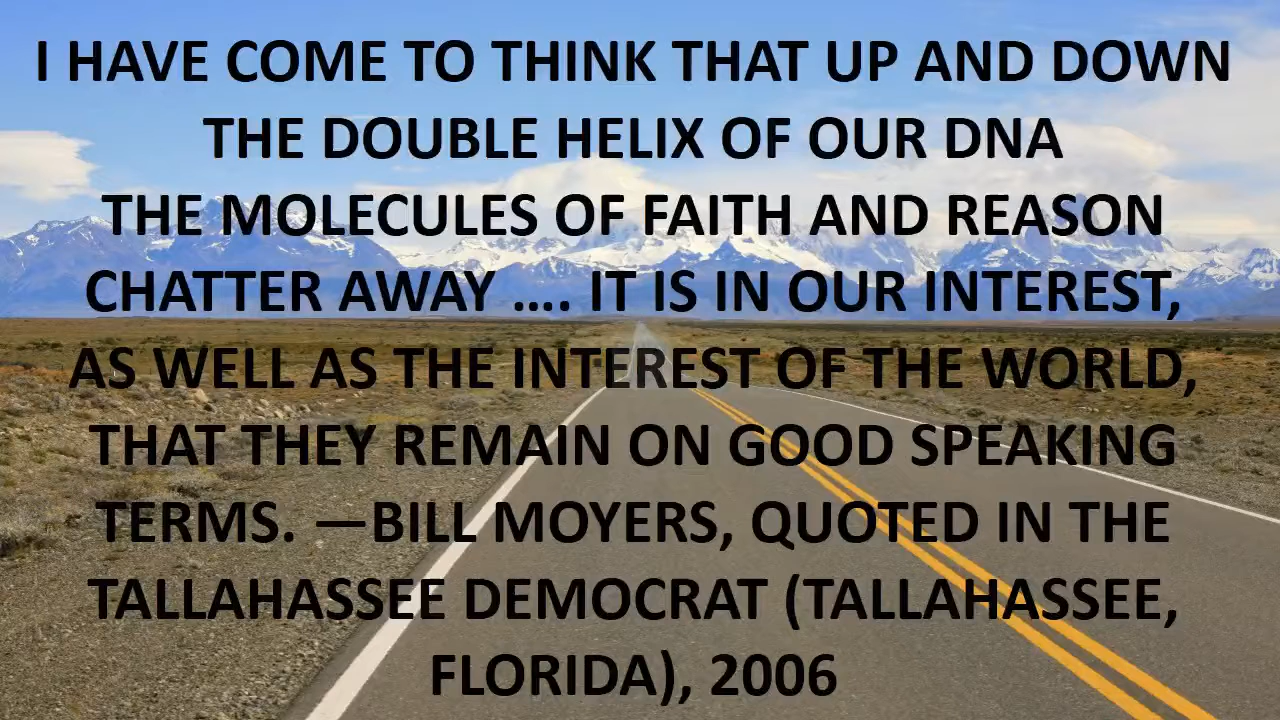 I HAVE COME TO THINK THAT UP AND DOWN
THE DOUBLE HELIX OF OUR DNA
THE MOLECULES OF FAITH AND REASON
CHATTER AWAY .... IT IS IN OUR INTEREST,
AS WELL AS THE INTEREST OF THE WORLD,
THAT THEY REMAIN ON GOOD SPEAKING
TERMS. —BILL MOYERS, QUOTED IN THE
TALLAHASSEE DEMOCRAT (TALLAHASSEE,
FLORIDA), 2006